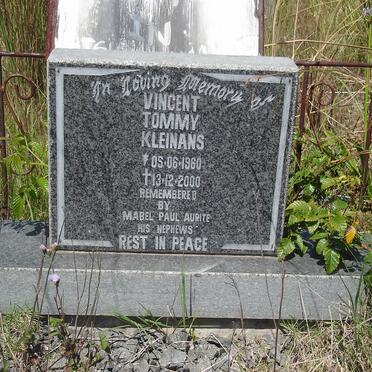 In Loving Memory of
VINCENT
TOMMY
KLEINANS
* 05·06·1960
† 13·12·2000
REMEMBERED
BY
MABEL PAUL AURITE
HIS NEPHEWS
REST IN PEACE